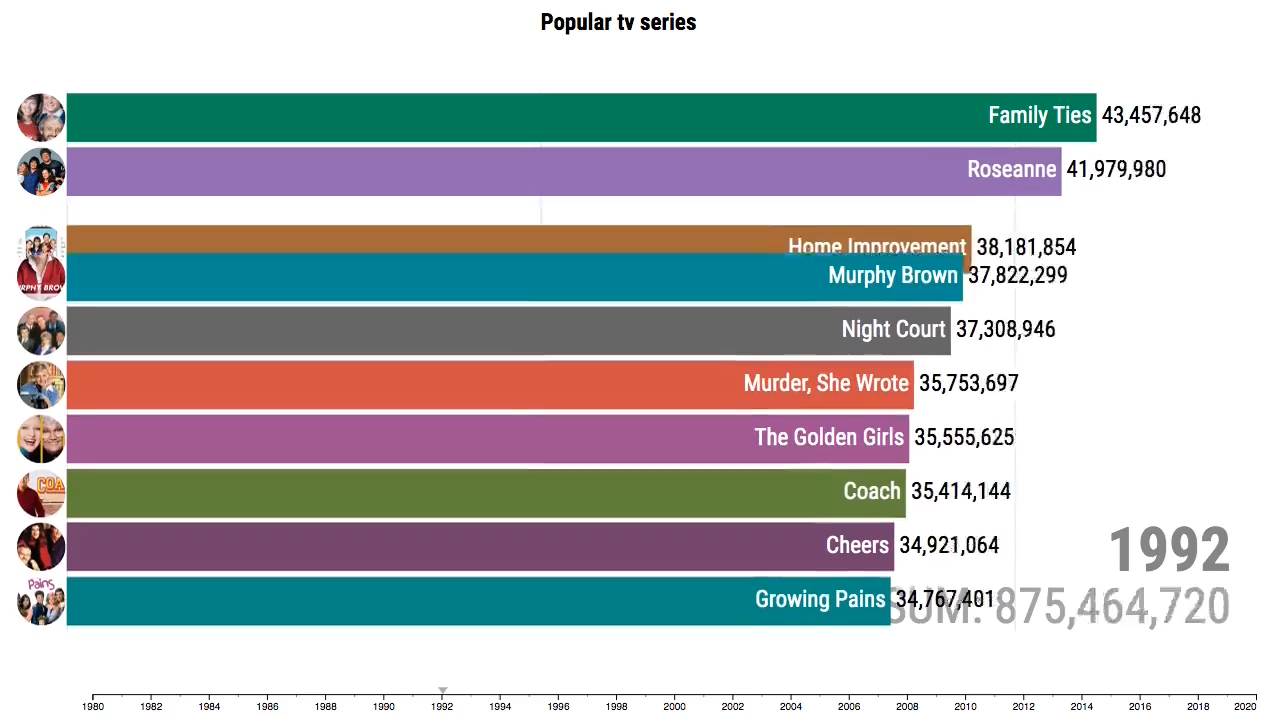 Popular tv series
Family Ties 43,457,648
Roseanne 41,979,980
Home Improvement 38,181,854
Murphy Brown 37,822,299
Night Court 37,308,946
Murder, She Wrote 35,753,697
The Golden Girls 35,555,625
COA
Coach 35,414,144
Cheers 34,921,064
1992
Pains
Growing Pains 34,767,401
SUM: 875,464,720
1980 1982 1984 1986 1988 1990 1992 1994 1996 1998 2000 2002 2004 2006 2008 2010 2012 2014 2016 2018 2020